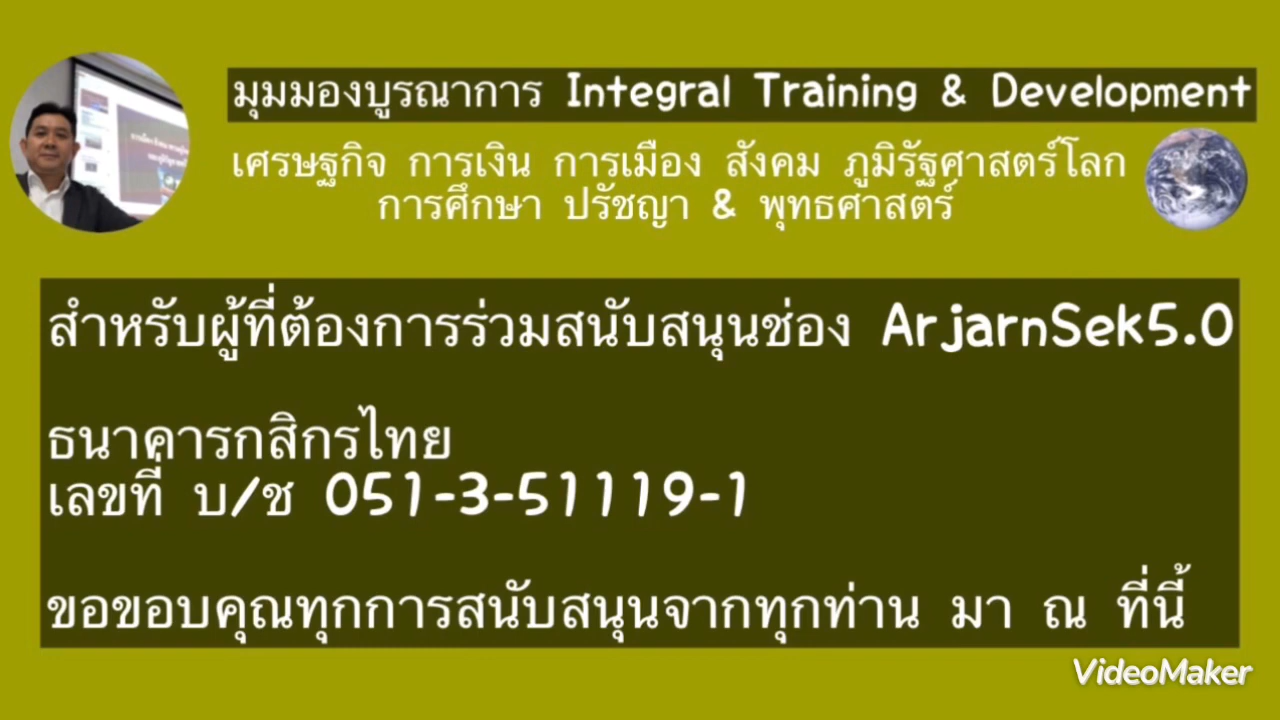 มุมมองบูรณาการ Integral Training & Development
เศรษฐกิจ การเงิน การเมือง สังคม ภูมิรัฐศาสตร์โลก
การศึกษา ปรัชญา & พุทธศาสตร์
สำหรับผู้ที่ต้องการร่วมสนับสนุนช่อง ArjarnSek5.0
ธนาคารกสิกรไทย
เลขที่ บ/ช 051-3-51119-1
ขอขอบคุณทุกการสนับสนุนจากทุกท่าน มา ณ ที่นี้
VideoMaker